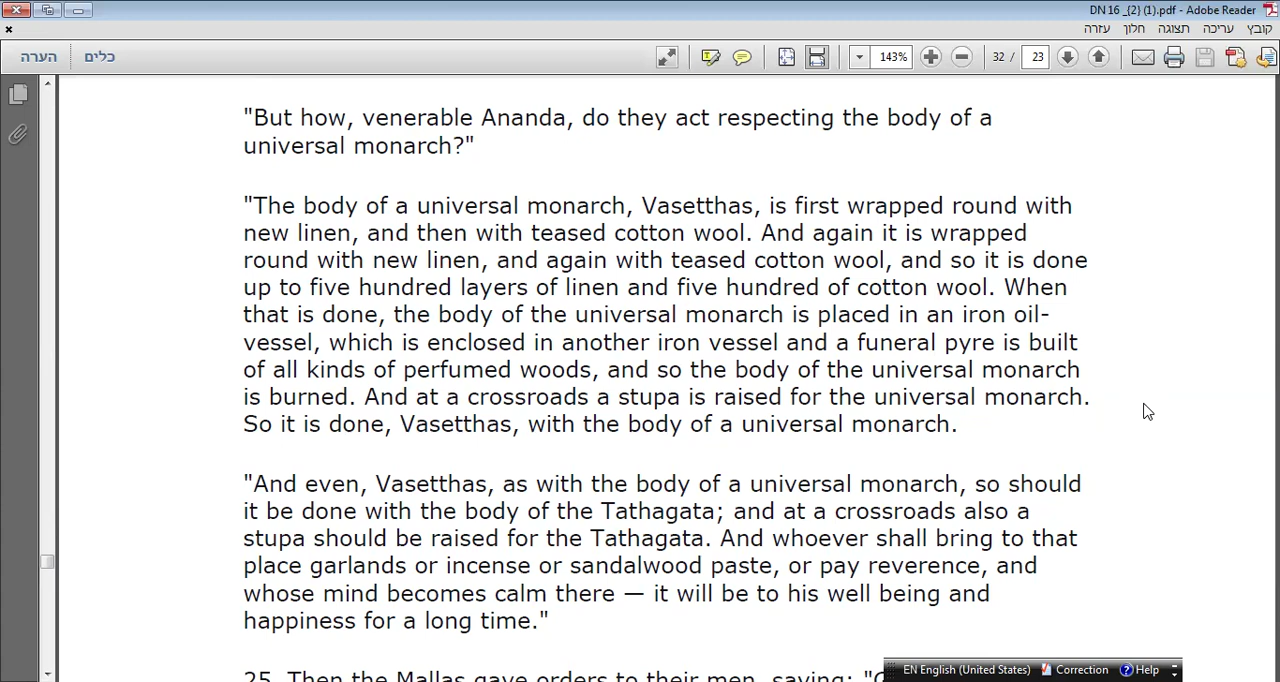 DN 16 _{2} (1).pdf - Adobe Reader
קובץ עריכה תצוגה חלון עזרה
כלים הערה
143% 32 / 23
"But how, venerable Ananda, do they act respecting the body of a
universal monarch?"
"The body of a universal monarch, Vasetthas, is first wrapped round with
new linen, and then with teased cotton wool. And again it is wrapped
round with new linen, and again with teased cotton wool, and so it is done
up to five hundred layers of linen and five hundred of cotton wool. When
that is done, the body of the universal monarch is placed in an iron oil-
vessel, which is enclosed in another iron vessel and a funeral pyre is built
of all kinds of perfumed woods, and so the body of the universal monarch
is burned. And at a crossroads a stupa is raised for the universal monarch.
So it is done, Vasetthas, with the body of a universal monarch.
"And even, Vasetthas, as with the body of a universal monarch, so should
it be done with the body of the Tathagata; and at a crossroads also a
stupa should be raised for the Tathagata. And whoever shall bring to that
place garlands or incense or sandalwood paste, or pay reverence, and
whose mind becomes calm there — it will be to his well being and
happiness for a long time."
25. Then the Mallas gave orders to their men, saying:
EN English (United States) Correction Help